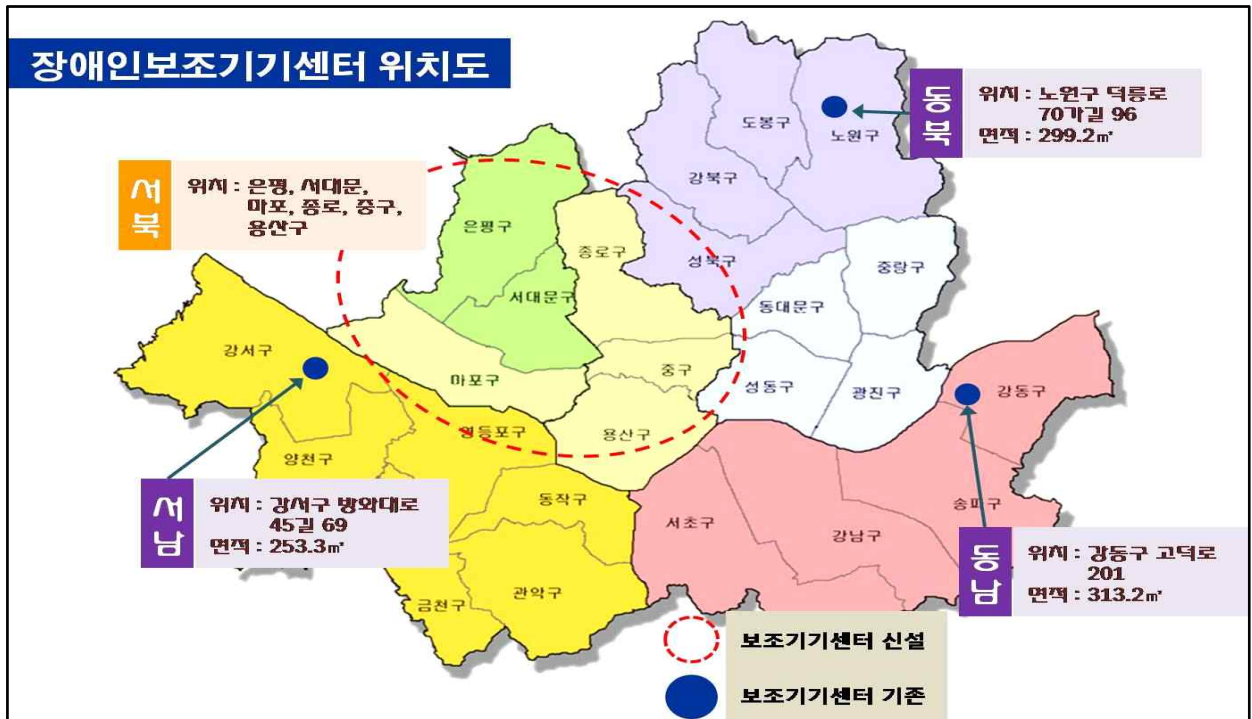 장애인보조기기센터 위치도
동북
위치 : 노원구 덕릉로
70가길 96
면적 : 299.2㎡
서북
위치 : 은평, 서대문,
마포, 종로, 중구,
용산구
도봉구
노원구
강북구
은평구
종로구
성북구
중랑구
서대문구
동대문구
강서구
마포구
중구
성동구
광진구
강동구
영등포구
용산구
양천구
서남
위치 : 강서구 방화대로
45길 69
면적 : 253.3㎡
동작구
서초구
강남구
송파구
동남
위치 : 강동구 고덕로
201
면적 : 313.2㎡
금천구
관악구
보조기기센터 신설
보조기기센터 기존